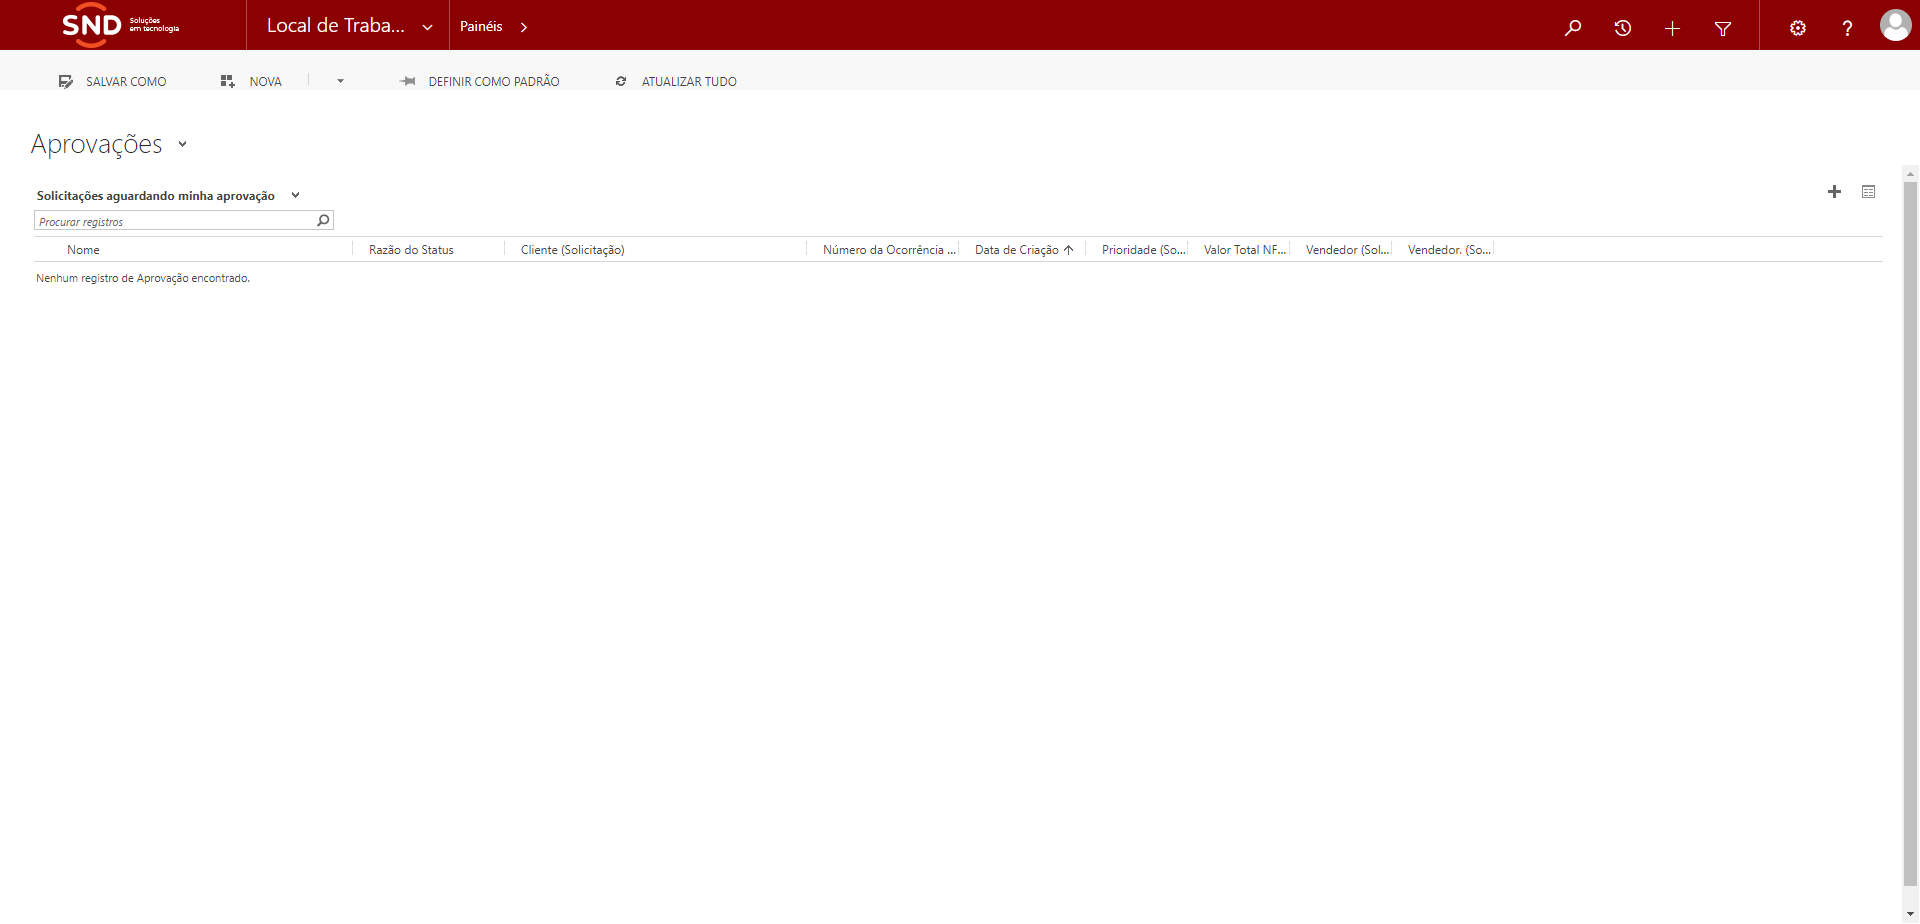 SND Soluções em tecnologia
Local de Traba...
Painéis
?
SALVAR COMO
NOVA
DEFINIR COMO PADRÃO
ATUALIZAR TUDO
Aprovações
Solicitações aguardando minha aprovação
Procurar registros
Nome
Razão do Status
Cliente (Solicitação)
Número da Ocorrência ...
Data de Criação
Prioridade (So...
Valor Total NF...
Vendedor (Sol...
Vendedor. (So...
Nenhum registro de Aprovação encontrado.